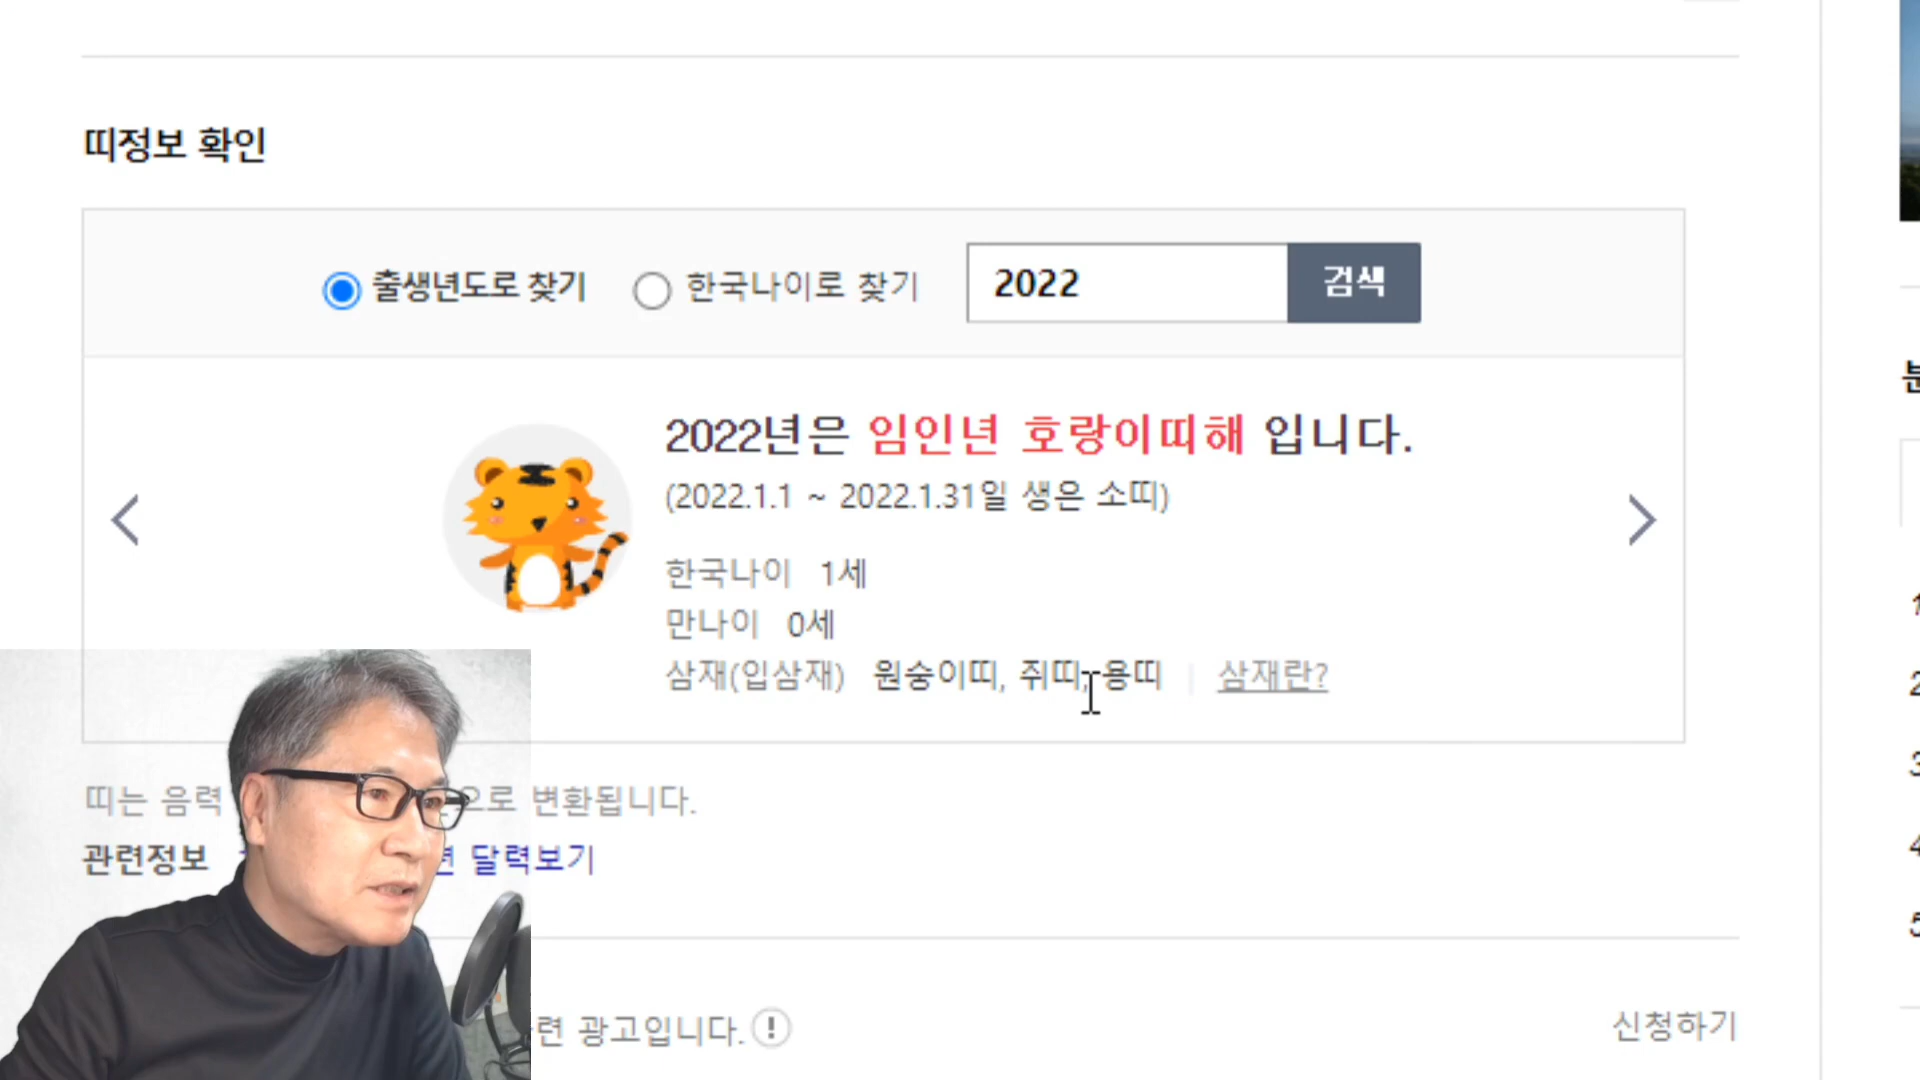 띠정보 확인
출생년도로 찾기 한국나이로 찾기 2022 검색
2022년은 임인년 호랑이띠해 입니다.
(2022.1.1 ~ 2022.1.31일 생은 소띠)
한국나이 1세
만나이 0세
삼재(입삼재) 원숭이띠, 쥐띠, 용띠 삼재란?
띠는 음력 으로 변환됩니다.
관련정보 달력보기
광고입니다.
신청하기
2
3
4
5